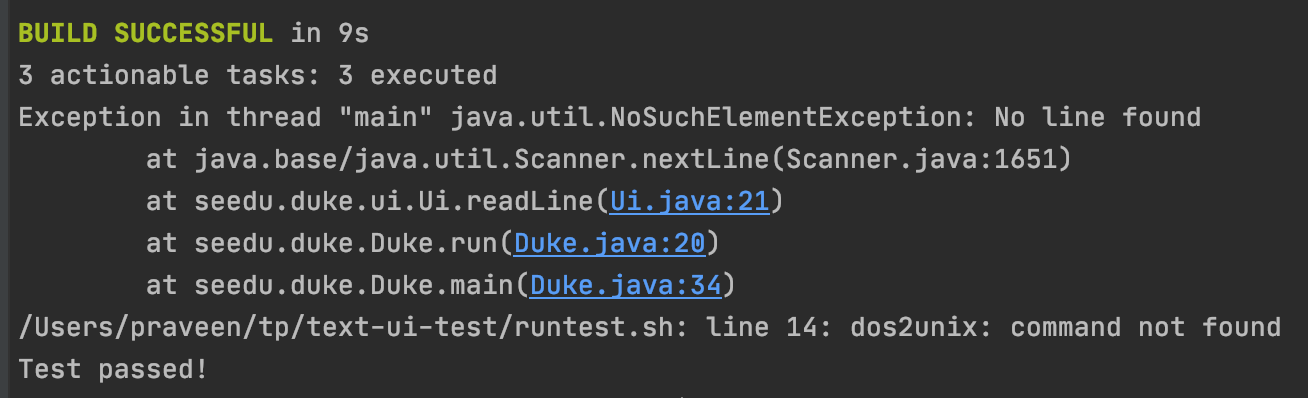 BUILD SUCCESSFUL in 9s
3 actionable tasks: 3 executed
Exception in thread "main" java.util.NoSuchElementException: No line found
at java.base/java.util.Scanner.nextLine(Scanner.java:1651)
at seedu.duke.ui.Ui.readLine(Ui.java:21)
at seedu.duke.Duke.run(Duke.java:20)
at seedu.duke.Duke.main(Duke.java:34)
/Users/praveen/tp/text-ui-test/runtest.sh: line 14: dos2unix: command not found
Test passed!